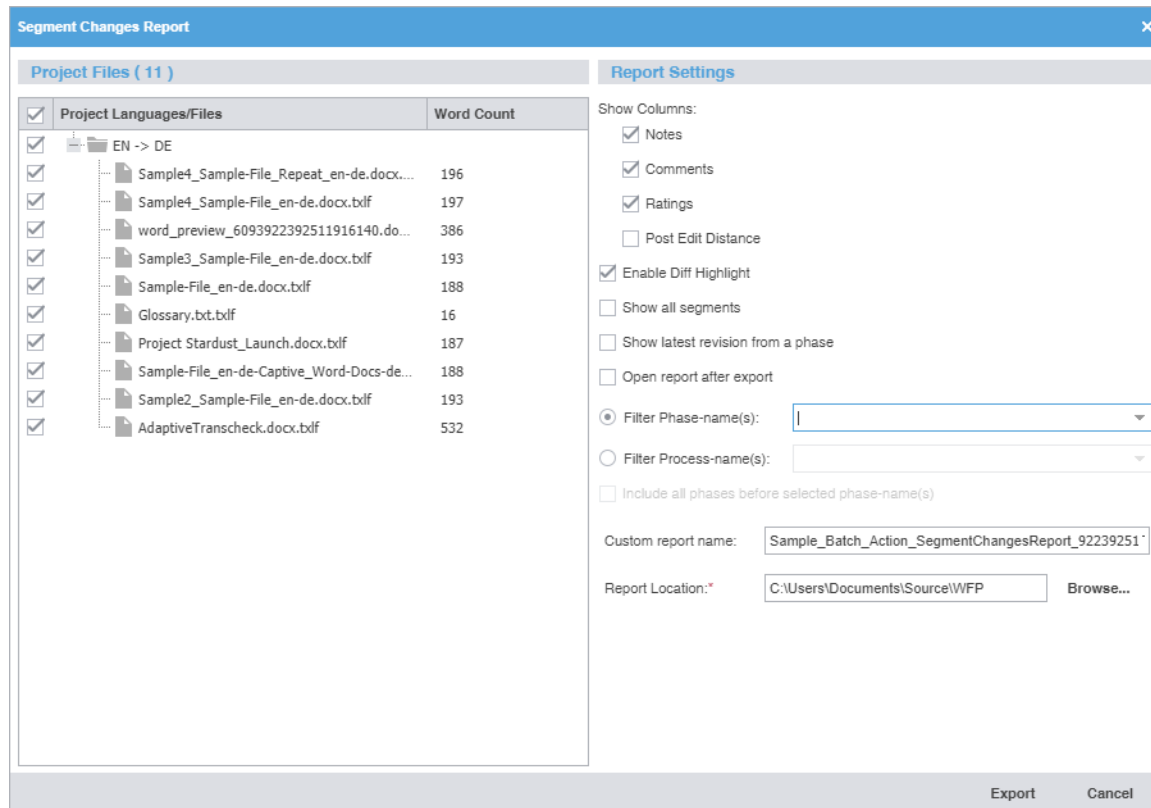 Segment Changes Report
Project Files ( 11 )
Project Languages/Files Word Count
EN -> DE
Sample4_Sample-File_Repeat_en-de.docx.... 196
Sample4_Sample-File_en-de.docx.txlf 197
word_preview_6093922392511916140.do... 386
Sample3_Sample-File_en-de.docx.txlf 193
Sample-File_en-de.docx.txlf 188
Glossary.txt.txlf 16
Project Stardust_Launch.docx.txlf 187
Sample-File_en-de-Captive_Word-Docs-de... 188
Sample2_Sample-File_en-de.docx.txlf 193
AdaptiveTranscheck.docx.txlf 532
Report Settings
Show Columns:
Notes
Comments
Ratings
Post Edit Distance
Enable Diff Highlight
Show all segments
Show latest revision from a phase
Open report after export
Filter Phase-name(s):
Filter Process-name(s):
Include all phases before selected phase-name(s)
Custom report name: Sample_Batch_Action_SegmentChangesReport_92239251
Report Location:* C:\Users\Documents\Source\WFP Browse...
Export Cancel